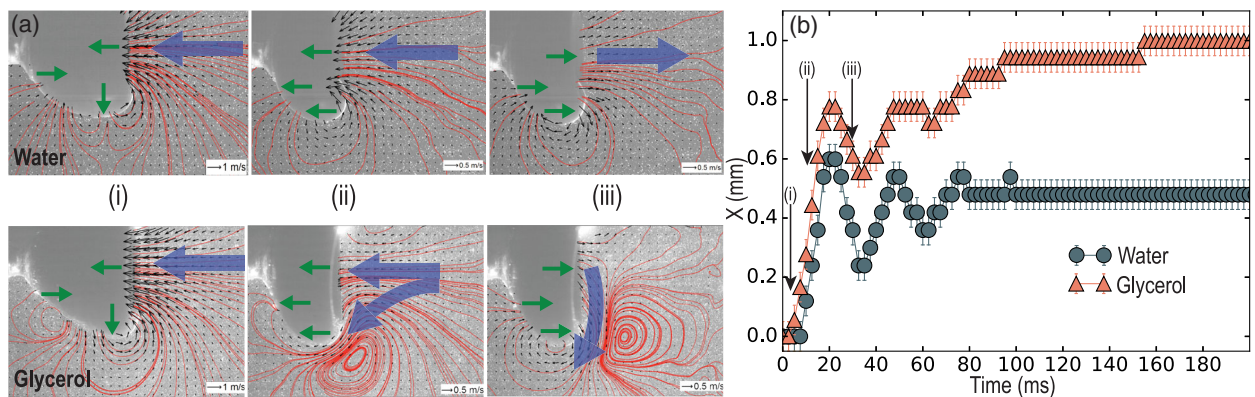 (a)
Water
1 m/s
0.5 m/s
0.5 m/s
(i)
(ii)
(iii)
Glycerol
1 m/s
0.5 m/s
0.5 m/s
(b)
X (mm)
1.0
0.8
0.6
0.4
0.2
0.0
(i)
(ii)
(iii)
Water
Glycerol
0 20 40 60 80 100 120 140 160 180
Time (ms)